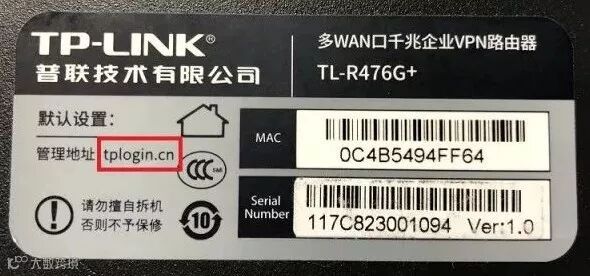 TP-LINK®
普联技术有限公司
多WAN口千兆企业VPN路由器
TL-R476G+
默认设置：
管理地址 tplogin.cn
请勿擅自拆机
否则不予保修
10
MAC
0C4B5494FF64
Serial Number
117C823001094 Ver:1.0
大数跨境